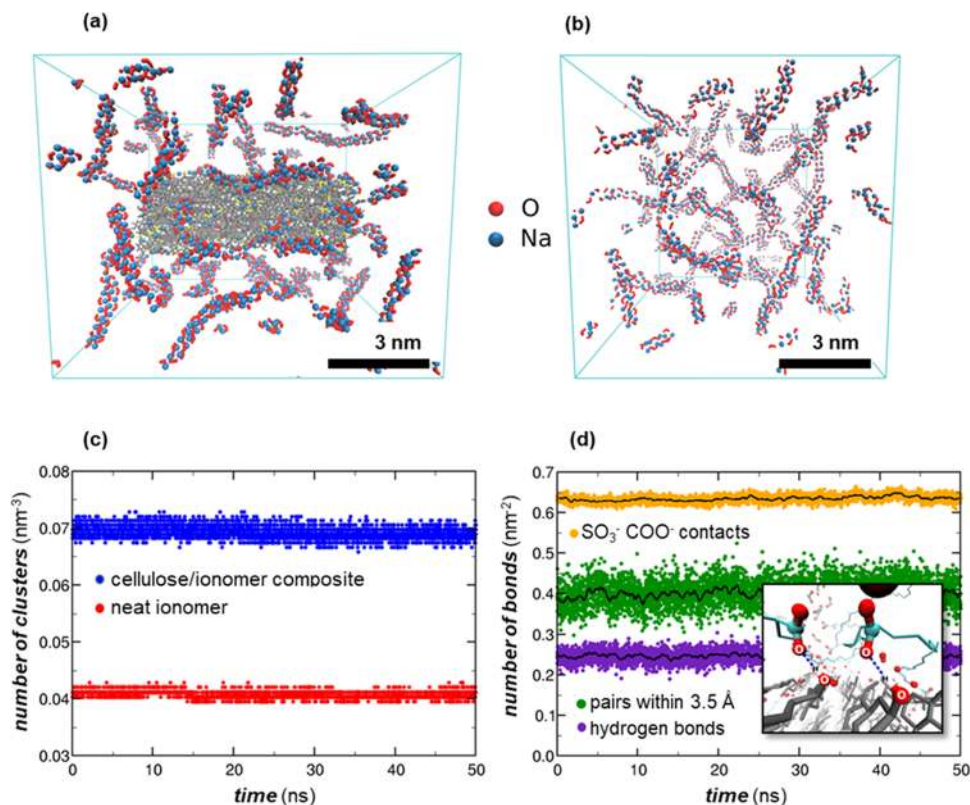 (a)
(b)
O
Na
3 nm
3 nm
(c)
(d)
number of clusters (nm-3)
0.08
0.07
0.06
0.05
0.04
0.03
cellulose/ionomer composite
neat ionomer
0 10 20 30 40 50
time (ns)
number of bonds (nm-2)
0.7
0.6
0.5
0.4
0.3
0.2
0.1
0.0
SO3- COO- contacts
pairs within 3.5 Å
hydrogen bonds
O O
O O
0 10 20 30 40 50
time (ns)